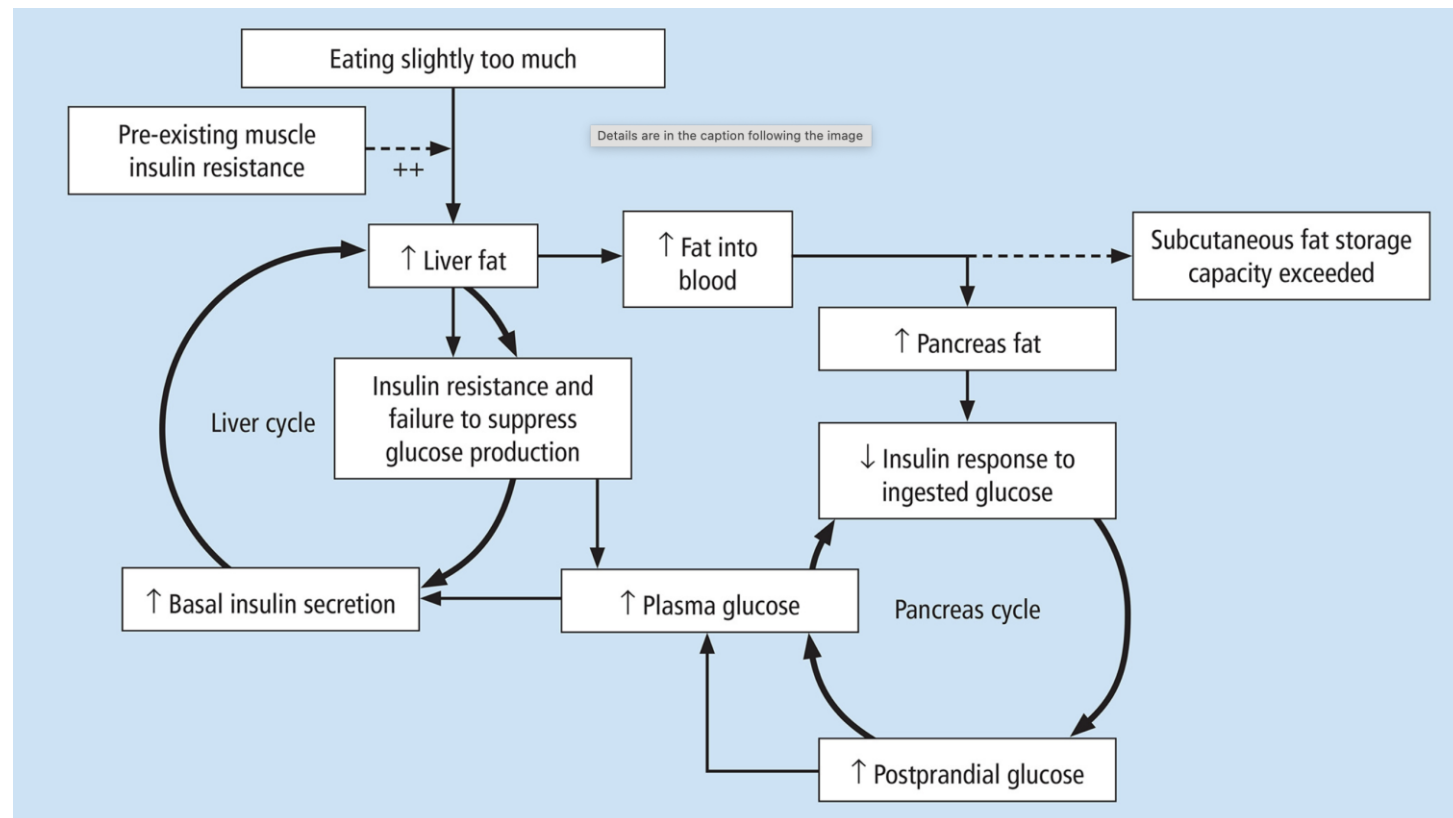 Eating slightly too much
Pre-existing muscle
insulin resistance
++
Details are in the caption following the image
↑ Liver fat
↑ Fat into
blood
Subcutaneous fat storage
capacity exceeded
↑ Pancreas fat
Liver cycle
Insulin resistance and
failure to suppress
glucose production
↓ Insulin response to
ingested glucose
↑ Basal insulin secretion
↑ Plasma glucose
Pancreas cycle
↑ Postprandial glucose